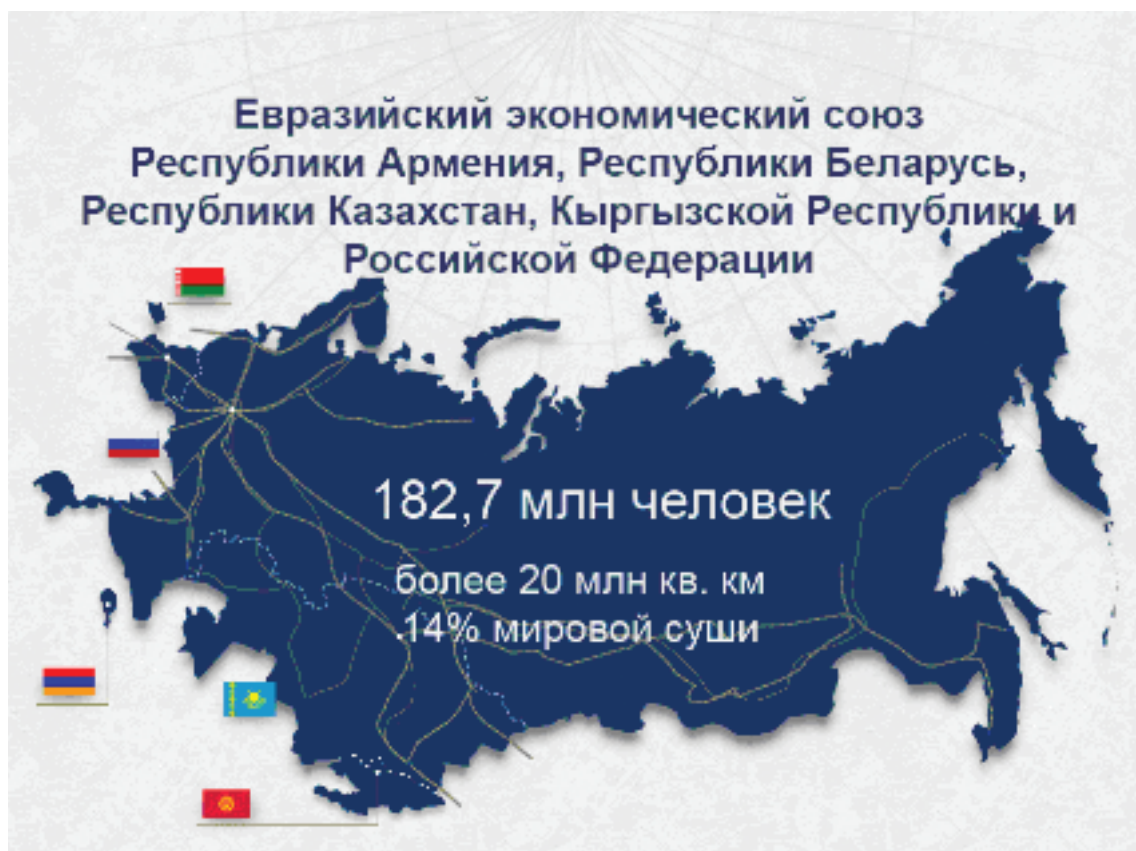 Евразийский экономический союз
Республики Армения, Республики Беларусь,
Республики Казахстан, Кыргызской Республики и
Российской Федерации
182,7 млн человек
более 20 млн кв. км
14% мировой суши